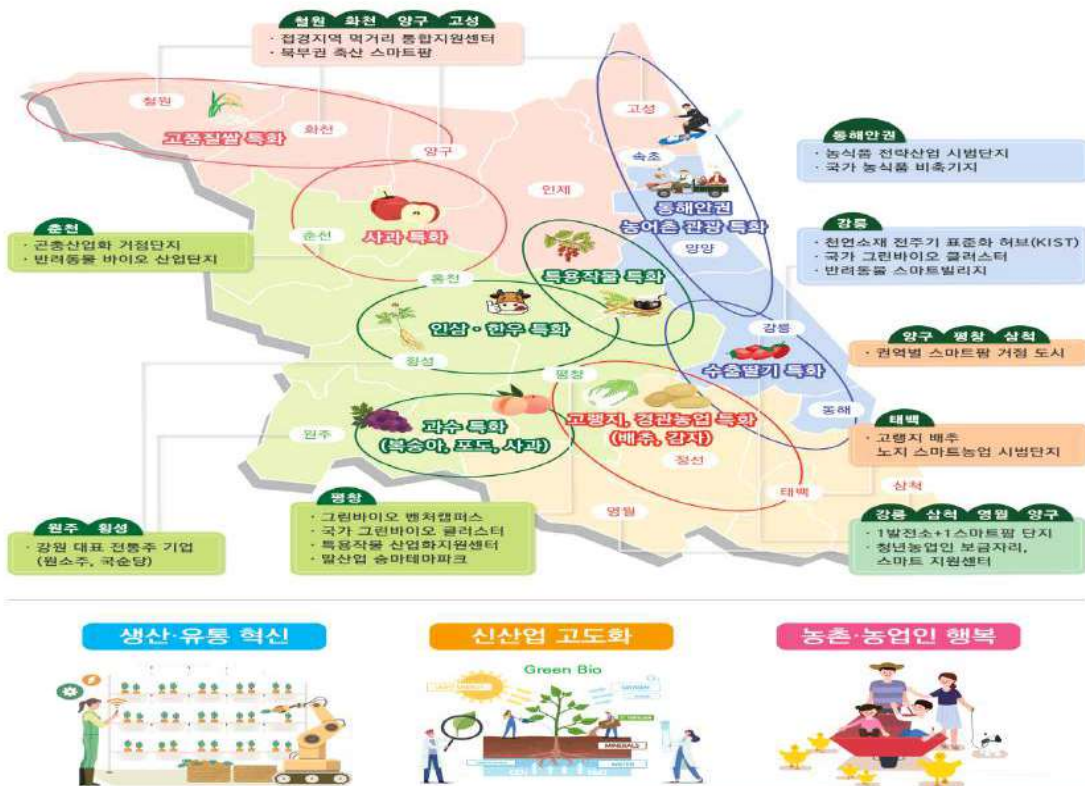 철원 화천 양구 고성
· 접경지역 먹거리 통합지원센터
· 북부권 축산 스마트팜
철원
화천
양구
고품질쌀 특화
고성
속초
인제
동해안권
농어촌 관광 특화
양양
동해안권
· 농식품 전략산업 시범단지
· 국가 농식품 비축기지
춘천
· 곤충산업화 거점단지
· 반려동물 바이오 산업단지
춘천
사과 특화
홍천
특용작물 특화
인삼·한우 특화
횡성
강릉
· 천연소재 전주기 표준화 허브(KIST)
· 국가 그린바이오 클러스터
· 반려동물 스마트빌리지
강릉
수출딸기 특화
동해
양구 평창 삼척
· 권역별 스마트팜 거점 도시
평창
고랭지, 경관농업 특화
(배추, 감자)
정선
원주
과수 특화
(복숭아, 포도, 사과)
태백
· 고랭지 배추
노지 스마트농업 시범단지
태백
삼척
영월
원주 횡성
· 강원 대표 전통주 기업
(원소주, 국순당)
평창
· 그린바이오 벤처캠퍼스
· 국가 그린바이오 클러스터
· 특용작물 산업화지원센터
· 말산업 승마테마파크
강릉 삼척 영월 양구
· 1발전소+1스마트팜 단지
· 청년농업인 보금자리,
스마트 지원센터
생산·유통 혁신
신산업 고도화
농촌·농업인 행복
Green Bio
LIGHT ENERGY
OXYGEN
MINERALS
WATER